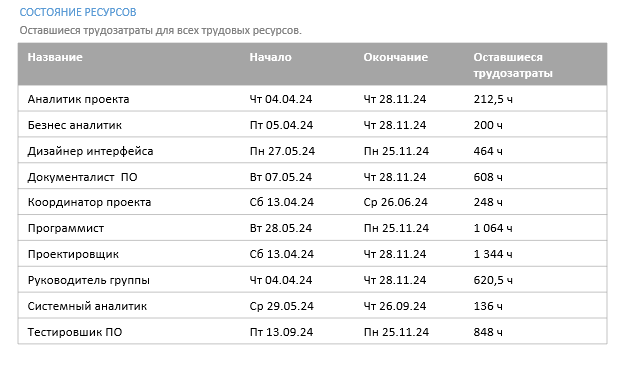 СОСТОЯНИЕ РЕСУРСОВ
Оставшиеся трудозатраты для всех трудовых ресурсов.
Название Начало Окончание Оставшиеся трудозатраты
Аналитик проекта Чт 04.04.24 Чт 28.11.24 212,5 ч
Безнес аналитик Пт 05.04.24 Чт 28.11.24 200 ч
Дизайнер интерфейса Пн 27.05.24 Пн 25.11.24 464 ч
Документалист ПО Вт 07.05.24 Чт 28.11.24 608 ч
Координатор проекта Сб 13.04.24 Ср 26.06.24 248 ч
Программист Вт 28.05.24 Пн 25.11.24 1 064 ч
Проектировщик Сб 13.04.24 Чт 28.11.24 1 344 ч
Руководитель группы Чт 04.04.24 Чт 28.11.24 620,5 ч
Системный аналитик Ср 29.05.24 Чт 26.09.24 136 ч
Тестировшик ПО Пт 13.09.24 Пн 25.11.24 848 ч